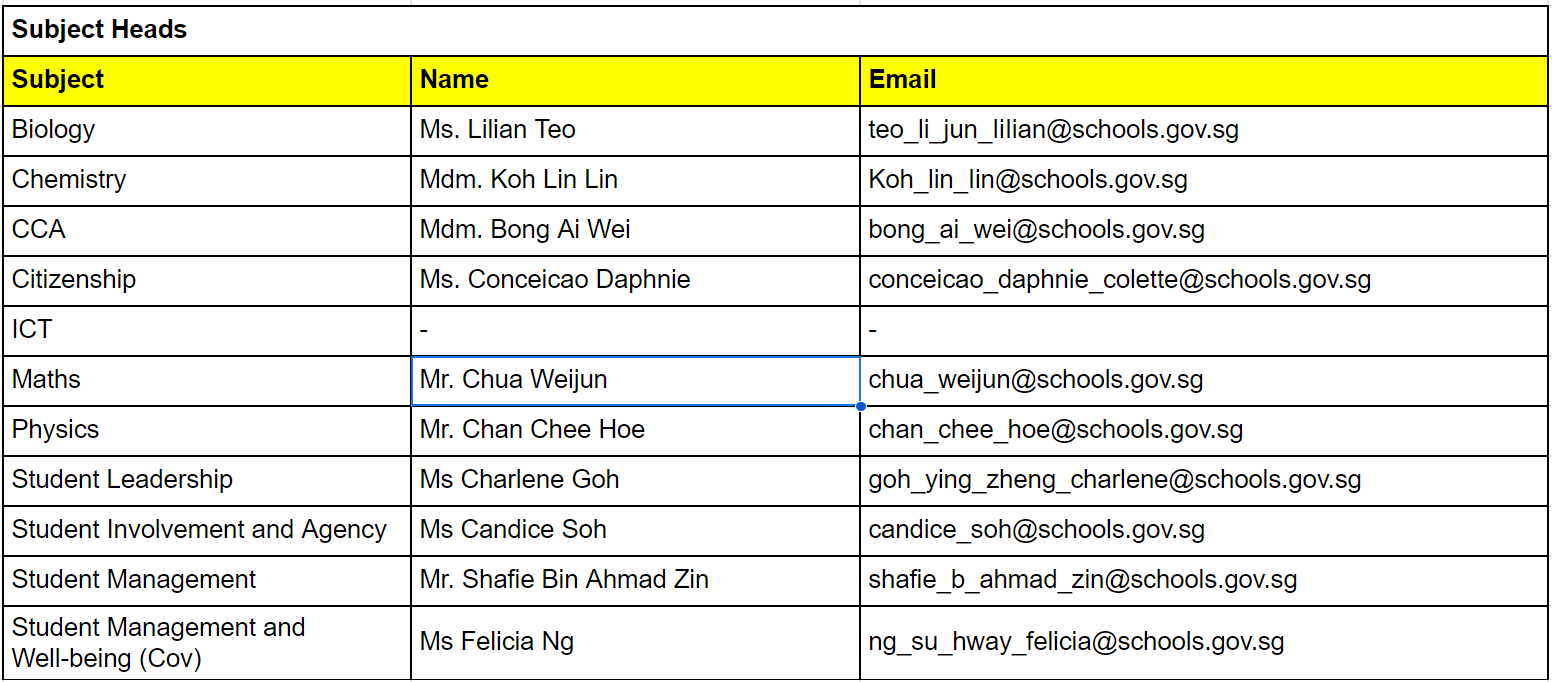 Subject Heads
Subject Name Email
Biology Ms. Lilian Teo teo_li_jun_lilian@schools.gov.sg
Chemistry Mdm. Koh Lin Lin Koh_lin_lin@schools.gov.sg
CCA Mdm. Bong Ai Wei bong_ai_wei@schools.gov.sg
Citizenship Ms. Conceicao Daphnie conceicao_daphnie_colette@schools.gov.sg
ICT - -
Maths Mr. Chua Weijun chua_weijun@schools.gov.sg
Physics Mr. Chan Chee Hoe chan_chee_hoe@schools.gov.sg
Student Leadership Ms Charlene Goh goh_ying_zheng_charlene@schools.gov.sg
Student Involvement and Agency Ms Candice Soh candice_soh@schools.gov.sg
Student Management Mr. Shafie Bin Ahmad Zin shafie_b_ahmad_zin@schools.gov.sg
Student Management and
Well-being (Cov) Ms Felicia Ng ng_su_hway_felicia@schools.gov.sg